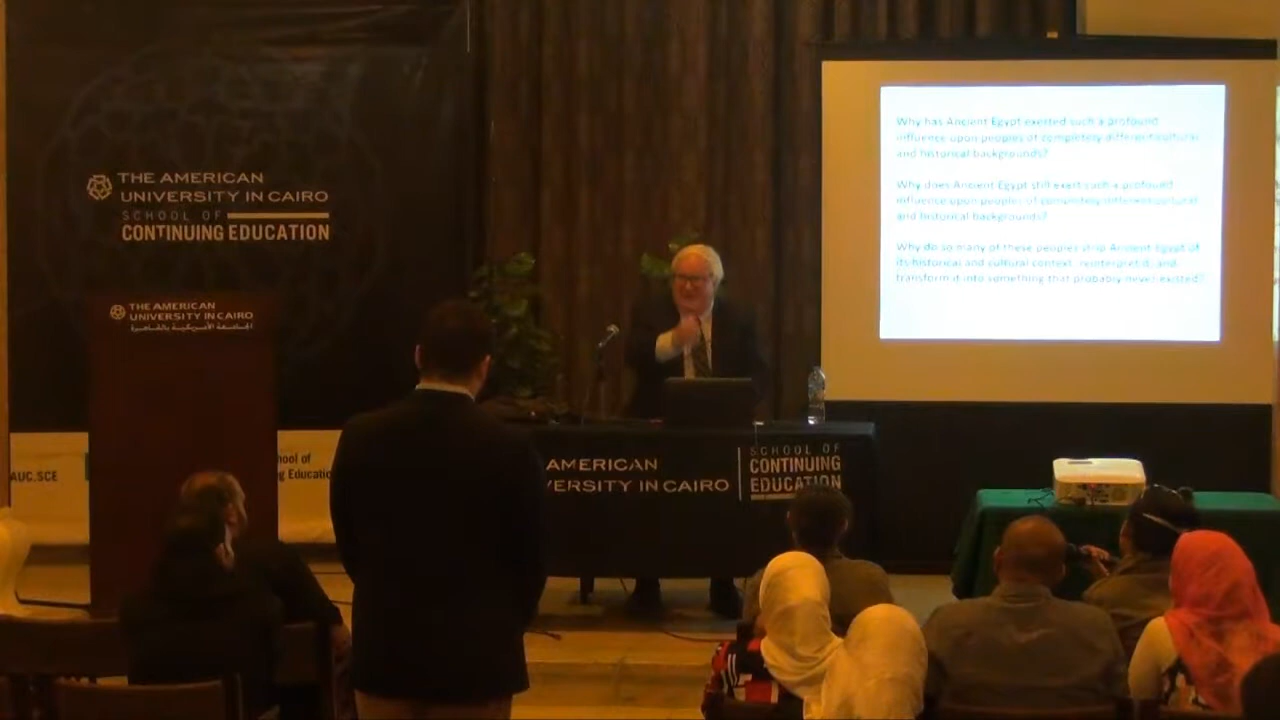 THE AMERICAN
UNIVERSITY IN CAIRO
SCHOOL OF
CONTINUING EDUCATION
THE AMERICAN
UNIVERSITY IN CAIRO
الجامعة الأمريكية بالقاهرة
Why has Ancient Egypt exerted such a profound
influence upon peoples of completely different cultural
and historical backgrounds?
Why does Ancient Egypt still exert such a profound
influence upon peoples of completely different cultural
and historical backgrounds?
Why do so many of these peoples strip Ancient Egypt of
its historical and cultural context, reinterpret it, and
transform it into something that probably never existed?
AUC.SCE
hool of
g Educatio
AMERICAN
VERSITY IN CAIRO
SCHOOL OF
CONTINUING
EDUCATION